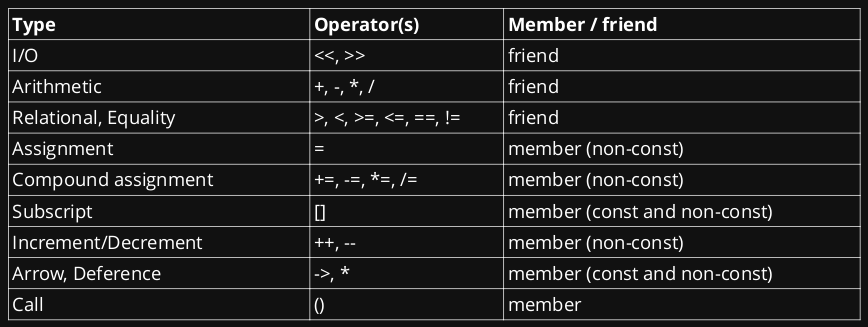 Type Operator(s) Member / friend
I/O <<, >> friend
Arithmetic +, -, *, / friend
Relational, Equality >, <, >=, <=, ==, != friend
Assignment = member (non-const)
Compound assignment +=, -=, *=, /= member (non-const)
Subscript [] member (const and non-const)
Increment/Decrement ++, -- member (non-const)
Arrow, Deference ->, * member (const and non-const)
Call () member